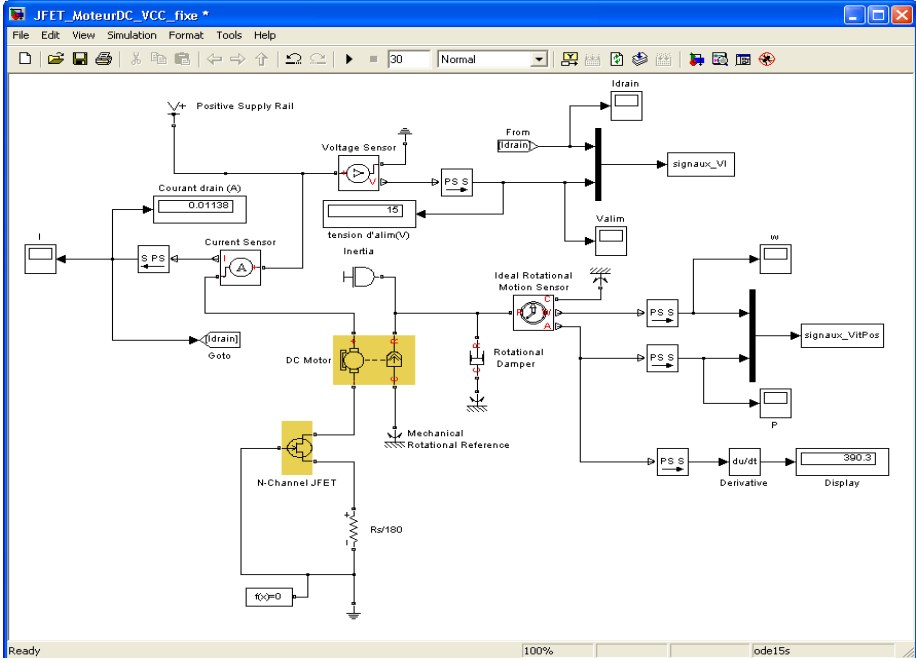 JFET_MoteurDC_VCC_fixe *
File Edit View Simulation Format Tools Help
30 Normal
Idrain
V+ Positive Supply Rail
From
[Idrain]
Voltage Sensor
signaux_VI
V
PS S
Courant drain (A)
0.01138
15
tension d'alim(V)
Valim
I
Current Sensor
Inertia
w
S PS
I
A
Ideal Rotational
Motion Sensor
C
R
W
A
PS S
[Idrain]
Goto
signaux_VitPos
DC Motor
R
C
R
C
Rotational
Damper
PS S
P
Mechanical
Rotational Reference
N-Channel JFET
PS S
du/dt
390.3
Derivative
Display
+
Rs/180
-
f(x)=0
Ready 100% ode15s